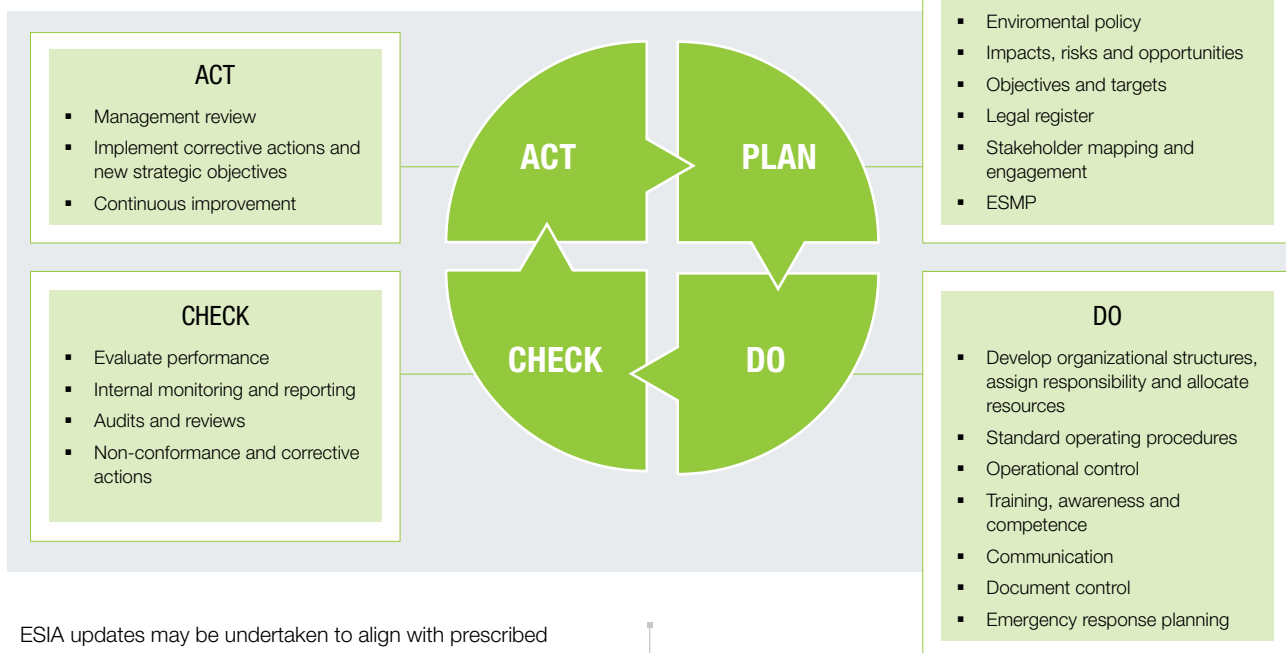 ACT
▪ Management review
▪ Implement corrective actions and
new strategic objectives
▪ Continuous improvement
ACT
PLAN
▪ Enviromental policy
▪ Impacts, risks and opportunities
▪ Objectives and targets
▪ Legal register
▪ Stakeholder mapping and
engagement
▪ ESMP
CHECK
▪ Evaluate performance
▪ Internal monitoring and reporting
▪ Audits and reviews
▪ Non-conformance and corrective
actions
CHECK
DO
DO
▪ Develop organizational structures,
assign responsibility and allocate
resources
▪ Standard operating procedures
▪ Operational control
▪ Training, awareness and
competence
▪ Communication
▪ Document control
▪ Emergency response planning
ESIA updates may be undertaken to align with prescribed